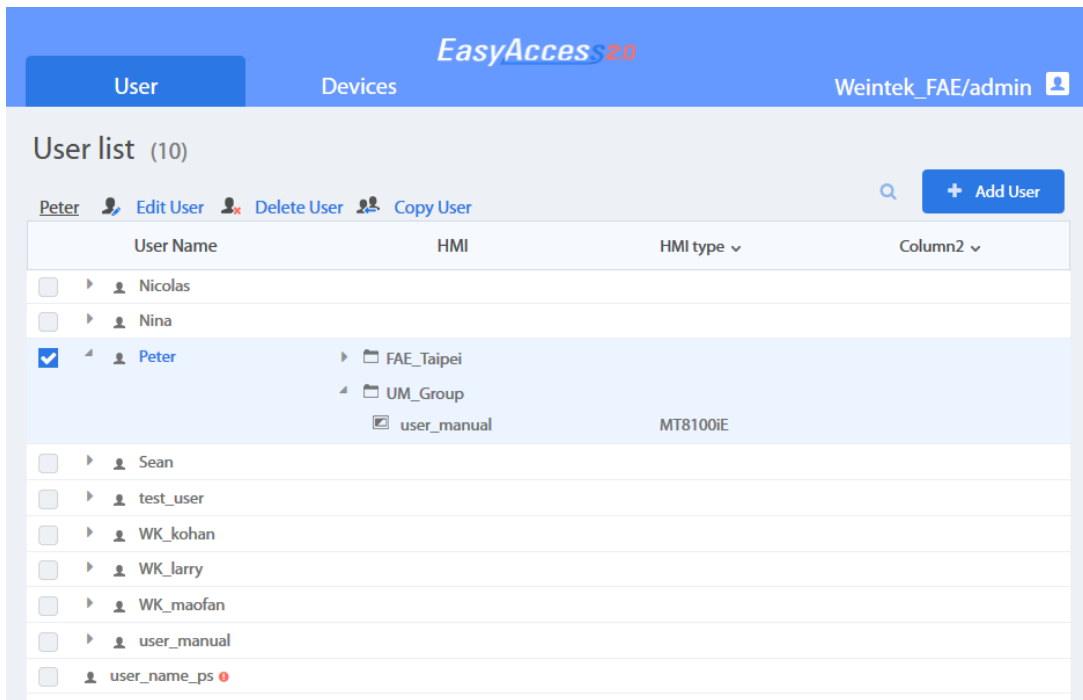 EasyAccess2.0
User Devices Weintek_FAE/admin
User list (10)
Peter Edit User Delete User Copy User + Add User
User Name HMI HMI type Column2
Nicolas
Nina
Peter FAE_Taipei
UM_Group
user_manual MT8100iE
Sean
test_user
WK_kohan
WK_larry
WK_maofan
user_manual
user_name_ps